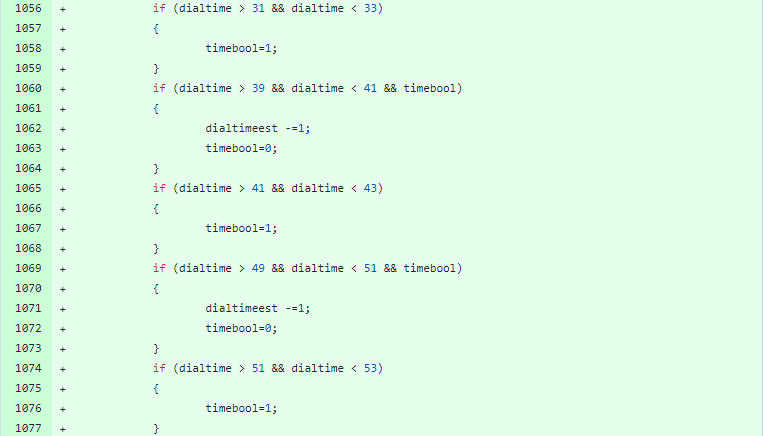 1056 + if (dialtime > 31 && dialtime < 33)
1057 + {
1058 + timebool=1;
1059 + }
1060 + if (dialtime > 39 && dialtime < 41 && timebool)
1061 + {
1062 + dialtimeest -=1;
1063 + timebool=0;
1064 + }
1065 + if (dialtime > 41 && dialtime < 43)
1066 + {
1067 + timebool=1;
1068 + }
1069 + if (dialtime > 49 && dialtime < 51 && timebool)
1070 + {
1071 + dialtimeest -=1;
1072 + timebool=0;
1073 + }
1074 + if (dialtime > 51 && dialtime < 53)
1075 + {
1076 + timebool=1;
1077 + }